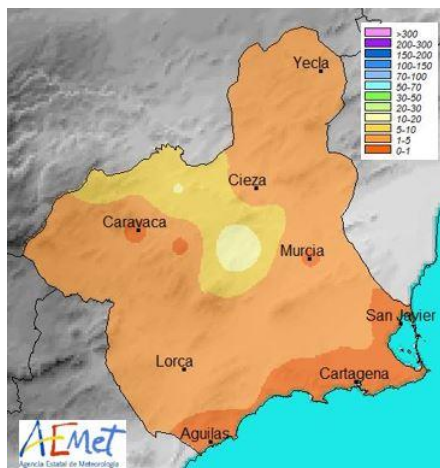 Yecla
>300
200-300
150-200
100-150
70-100
50-70
30-50
20-30
10-20
5-10
1-5
0-1
Cieza
Caravaca
Murcia
San Javier
Lorca
Cartagena
Aguilas
AEMet
Agencia Estatal de Meteorología